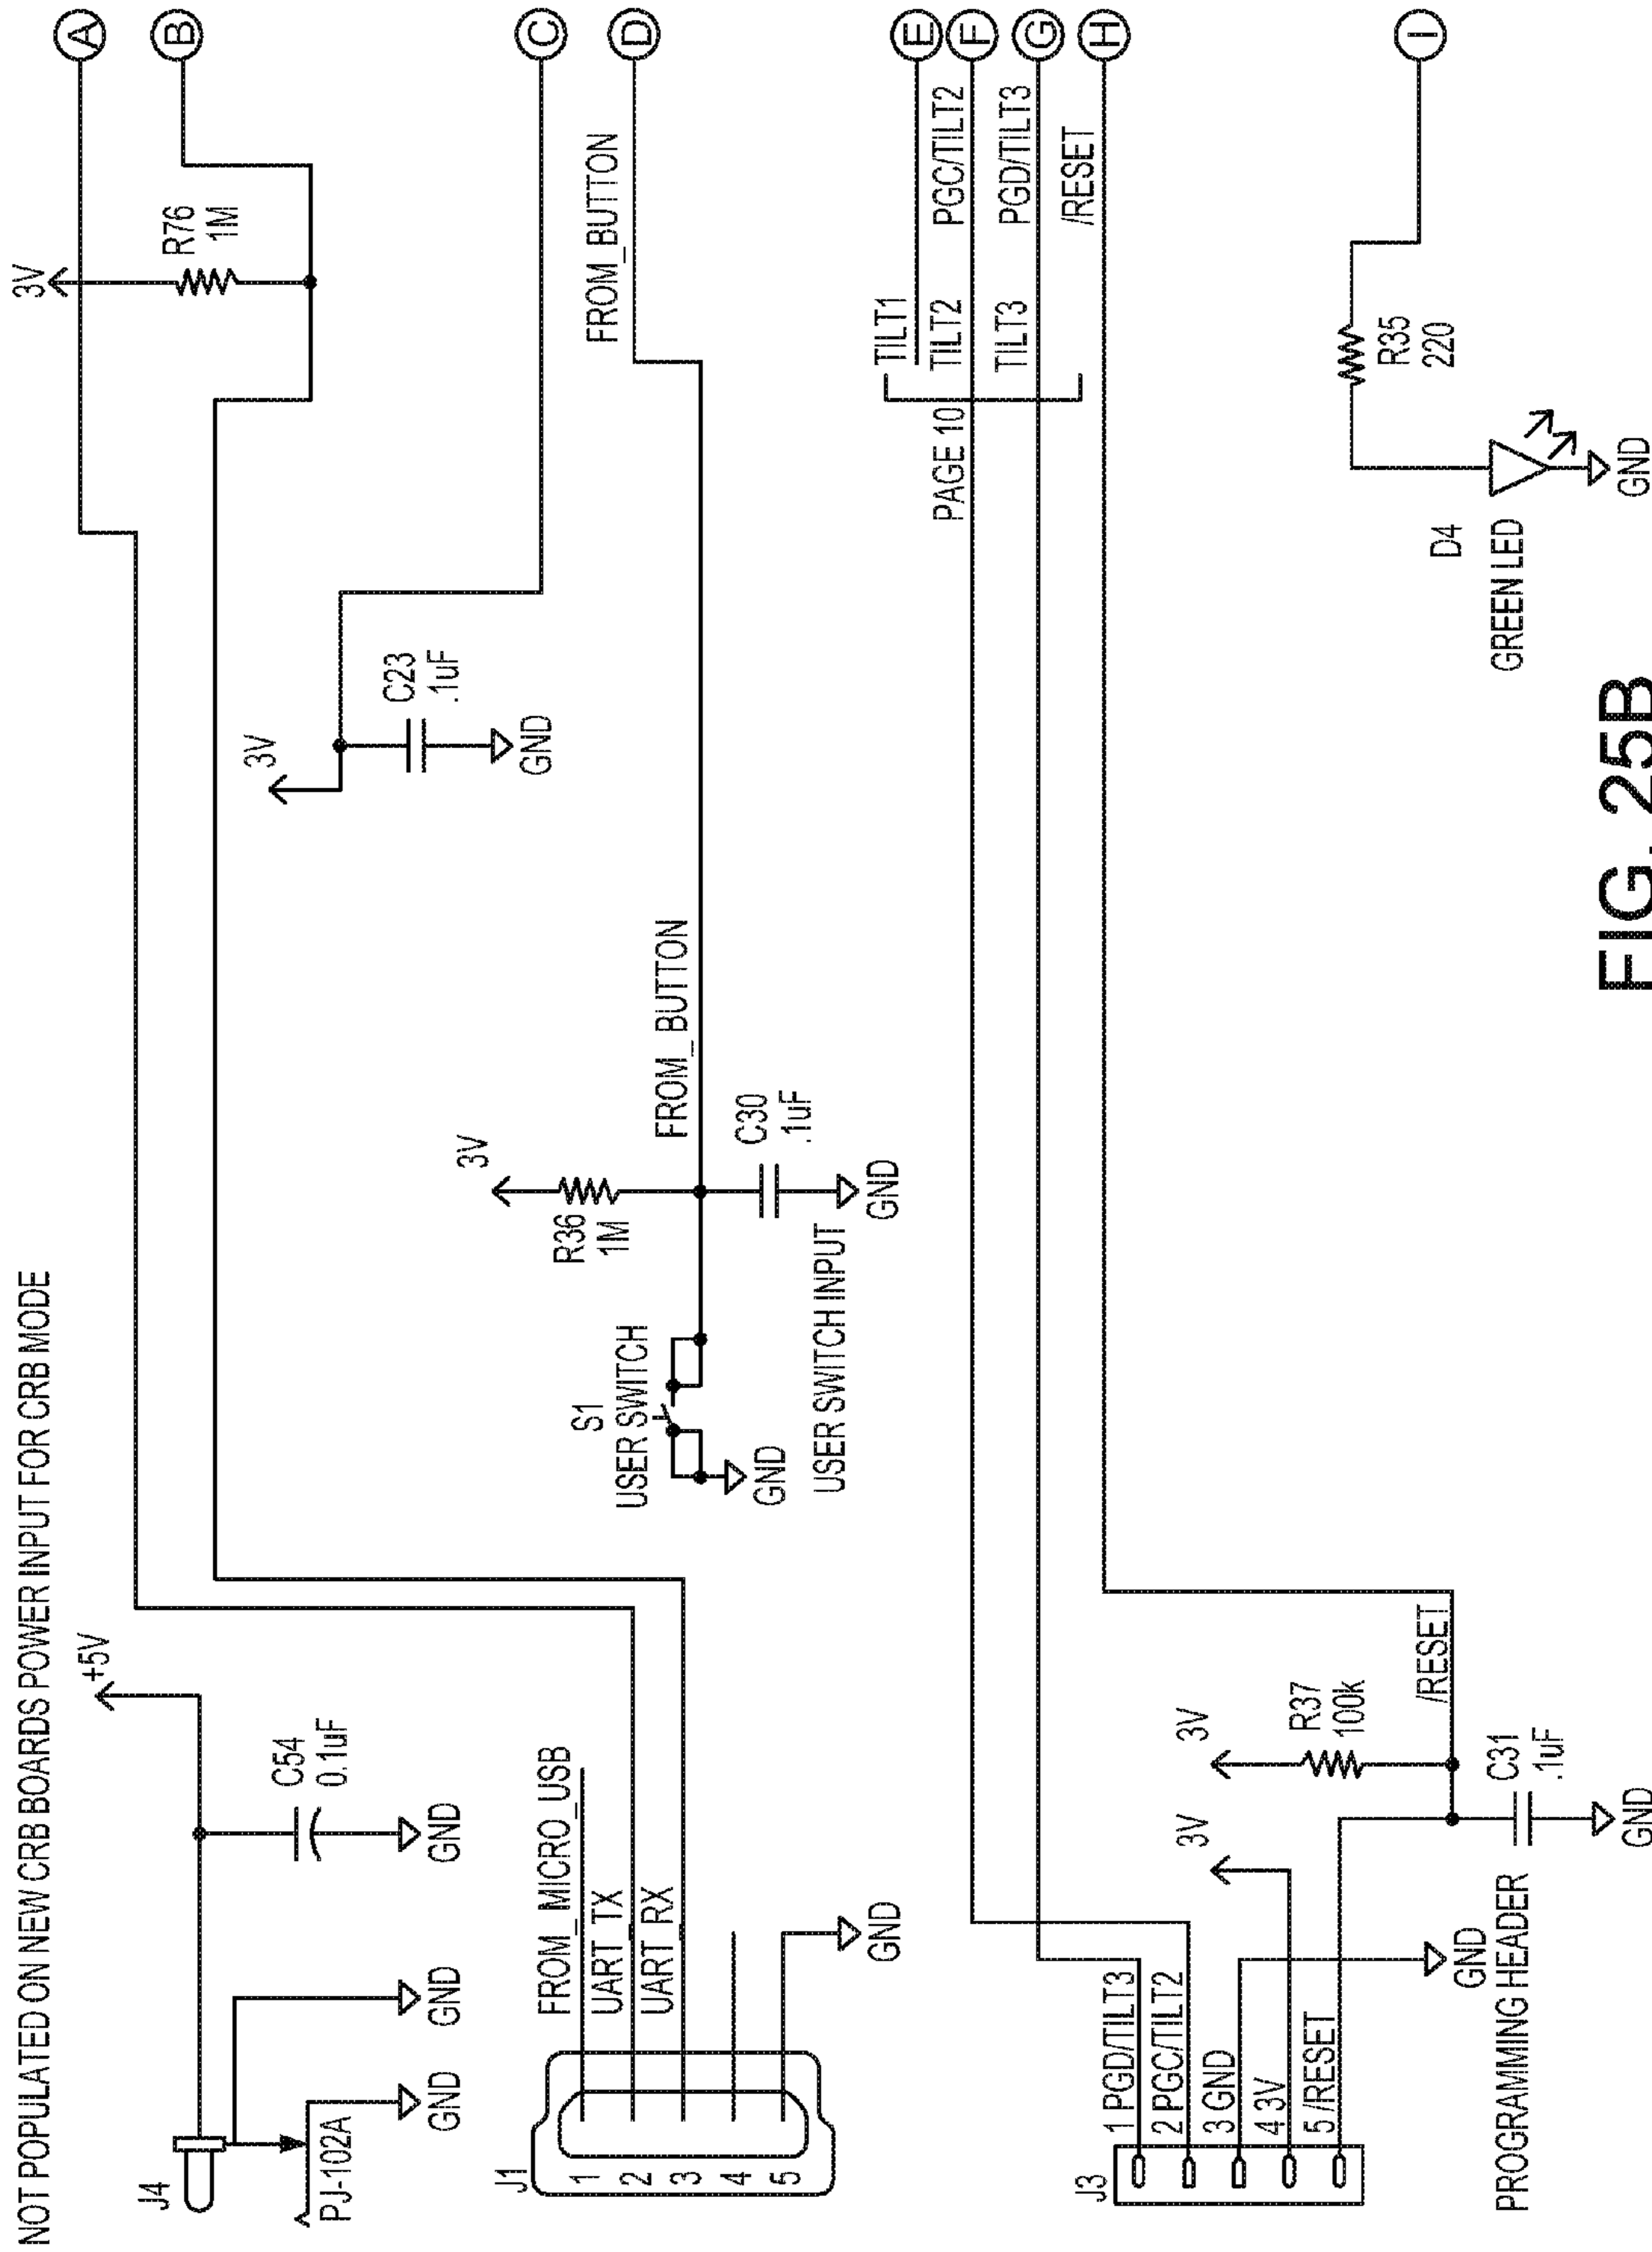 NOT POPULATED ON NEW CRB BOARDS POWER INPUT FOR CRB MODE
J4
PJ-102A
GND
GND
+5V
C54
0.1uF
GND
3V
R76
1M
A
B
J1
1
2
3
4
5
FROM_MICRO_USB
UART_TX
UART_RX
GND
3V
C23
.1uF
GND
C
S1
USER SWITCH
GND
USER SWITCH INPUT
3V
R36
1M
FROM_BUTTON
C30
.1uF
GND
FROM_BUTTON
D
J3
1 PGD/TILT3
2 PGC/TILT2
3 GND
4 3V
5 /RESET
PROGRAMMING HEADER
GND
3V
3V
R37
100k
/RESET
C31
.1uF
GND
PAGE 10
TILT1
TILT2
PGC/TILT2
TILT3
PGD/TILT3
/RESET
E
F
G
H
D4
GREEN LED
GND
R35
220
I
FIG. 25B